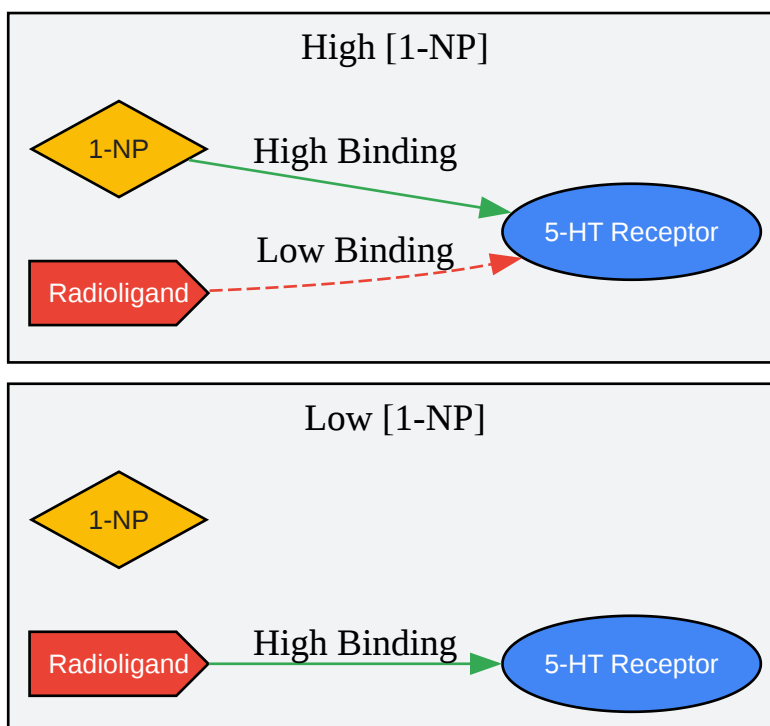 High [1-NP]
1-NP
High Binding
5-HT Receptor
Low Binding
Radioligand
Low [1-NP]
1-NP
High Binding
Radioligand
5-HT Receptor